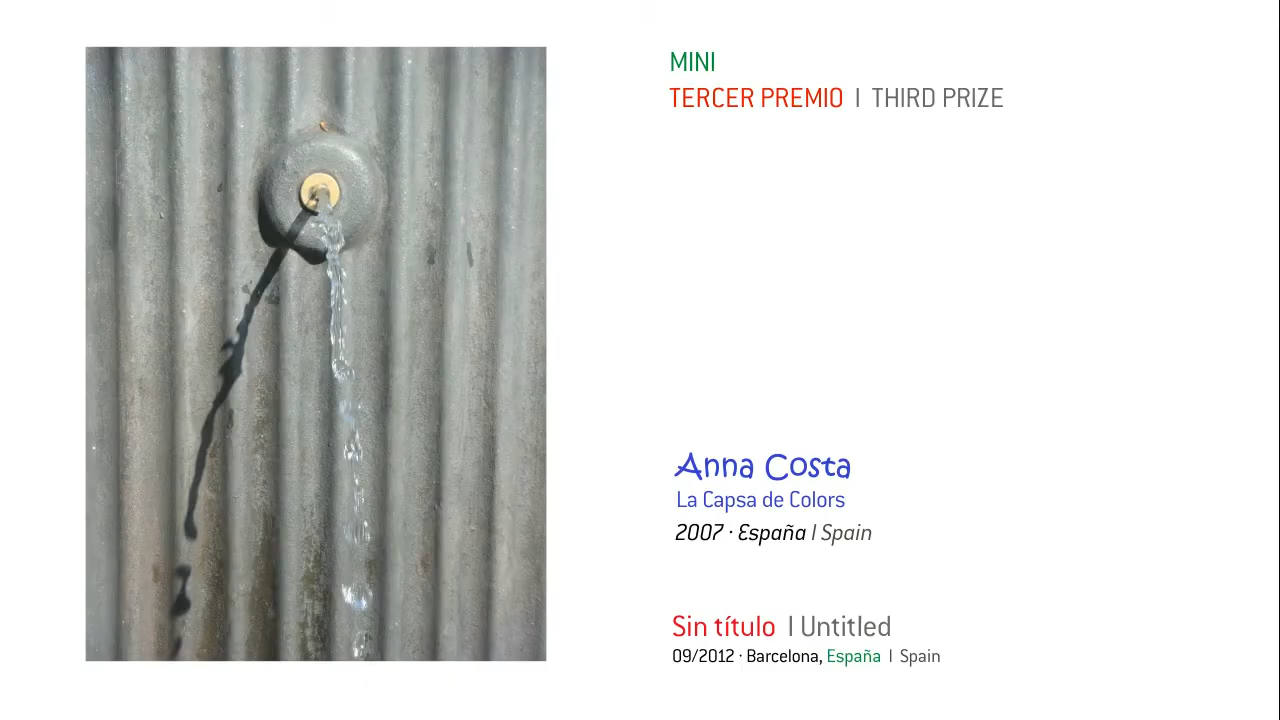 MINI
TERCER PREMIO I THIRD PRIZE
Anna Costa
La Capsa de Colors
2007 · España I Spain
Sin título I Untitled
09/2012 · Barcelona, España I Spain